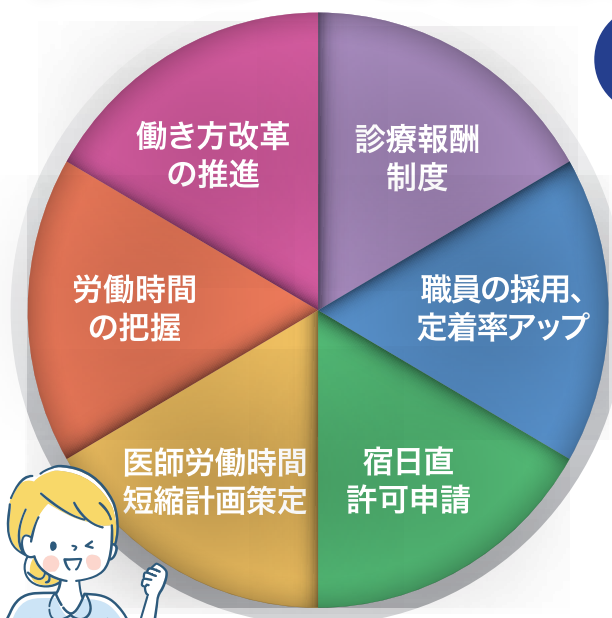 働き方改革
の推進
診療報酬
制度
労働時間
の把握
職員の採用、
定着率アップ
医師労働時間
短縮計画策定
宿日直
許可申請